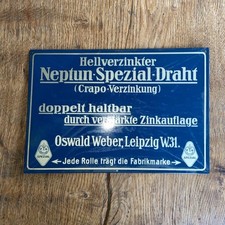 Hellverzinkter
Neptun-Spezial-Draht
(Crapo-Verzinkung)
doppelt haltbar
durch verstärkte Zinkauflage
Oswald Weber, Leipzig W.31.
Jede Rolle trägt die Fabrikmarke